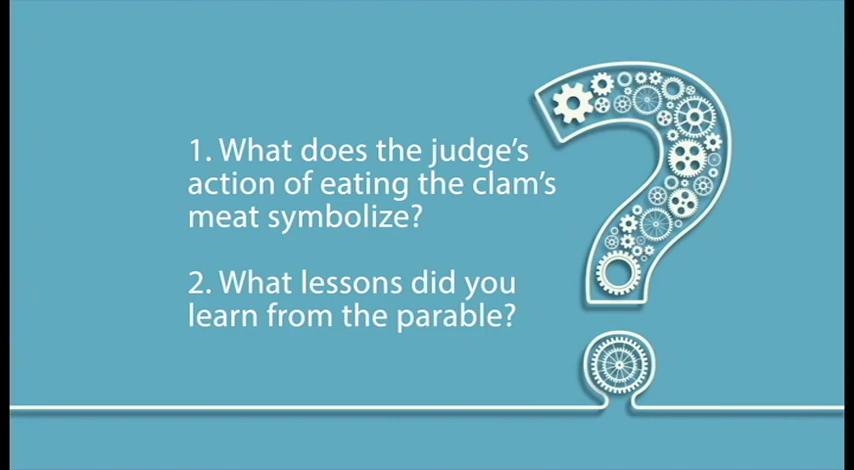 1. What does the judge's
action of eating the clam's
meat symbolize?
2. What lessons did you
learn from the parable?